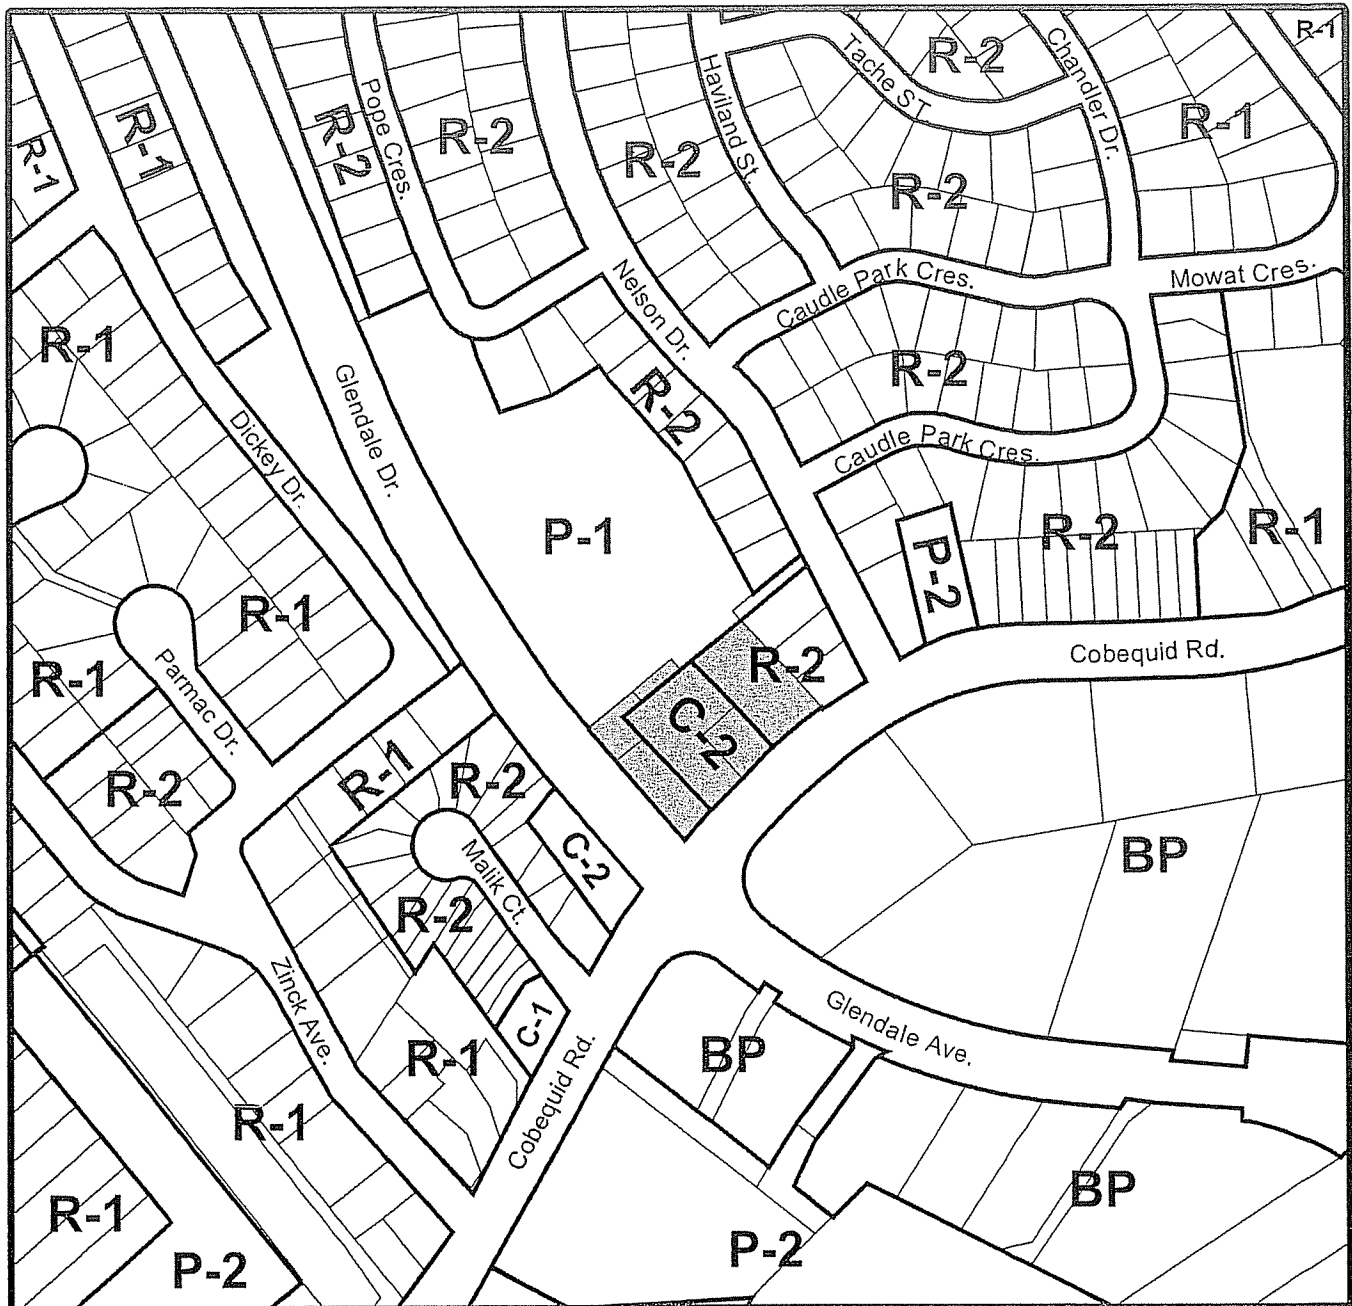 R-1
R-2
Tache ST.
Chandler Dr.
R-1
R-1
R-1
R-2
Pope Cres.
R-2
R-2
Haviland St.
R-2
Nelson Dr.
Caudle Park Cres.
Mowat Cres.
R-1
Glendale Dr.
Dickey Dr.
R-2
R-2
Caudle Park Cres.
P-1
R-2
R-1
P-2
R-1
R-1
Parmac Dr.
R-2
Cobequid Rd.
C-2
R-2
R-1
R-2
Malik Ct.
C-2
BP
R-2
Zinck Ave.
C-1
R-1
Cobequid Rd.
BP
Glendale Ave.
R-1
BP
R-1
P-2
P-2